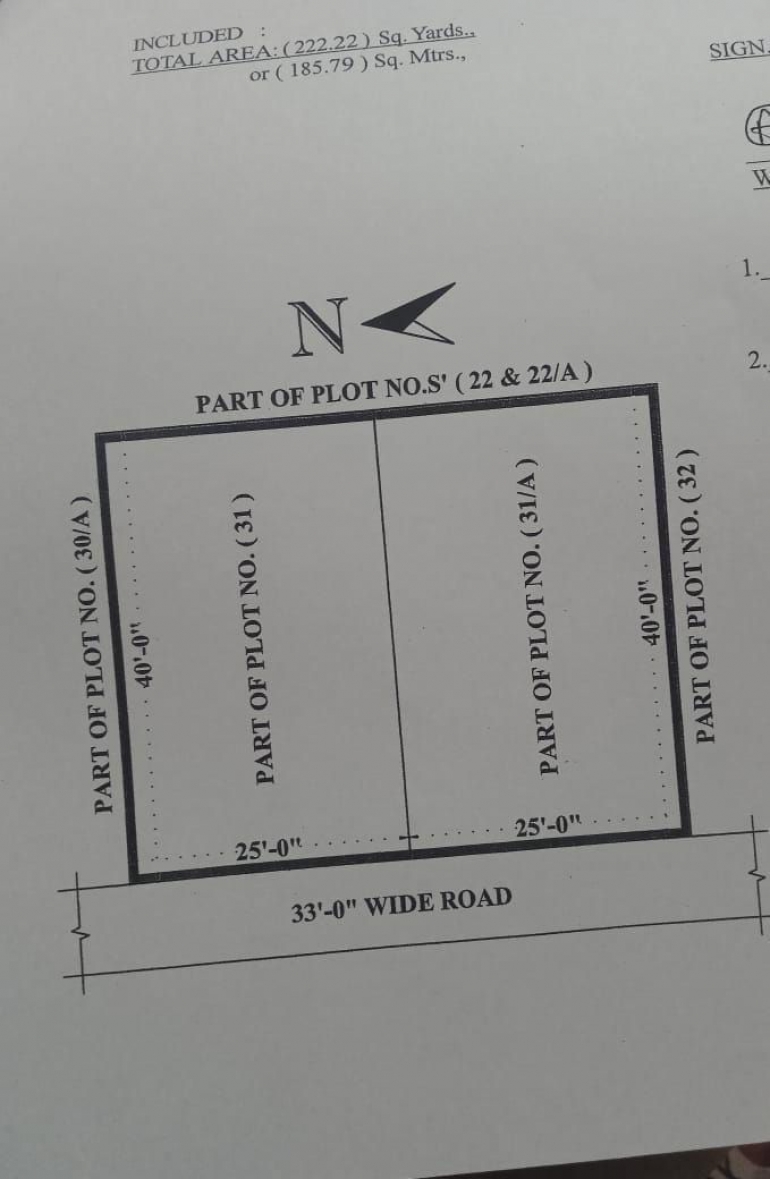 INCLUDED :
TOTAL AREA: ( 222.22 ) Sq. Yards.,
or ( 185.79 ) Sq. Mtrs.,
SIGN.
W
1.
2.
N
PART OF PLOT NO.S' ( 22 & 22/A )
PART OF PLOT NO. ( 30/A )
40'-0"
PART OF PLOT NO. ( 31 )
PART OF PLOT NO. ( 31/A )
40'-0"
PART OF PLOT NO. ( 32 )
25'-0"
25'-0"
33'-0" WIDE ROAD